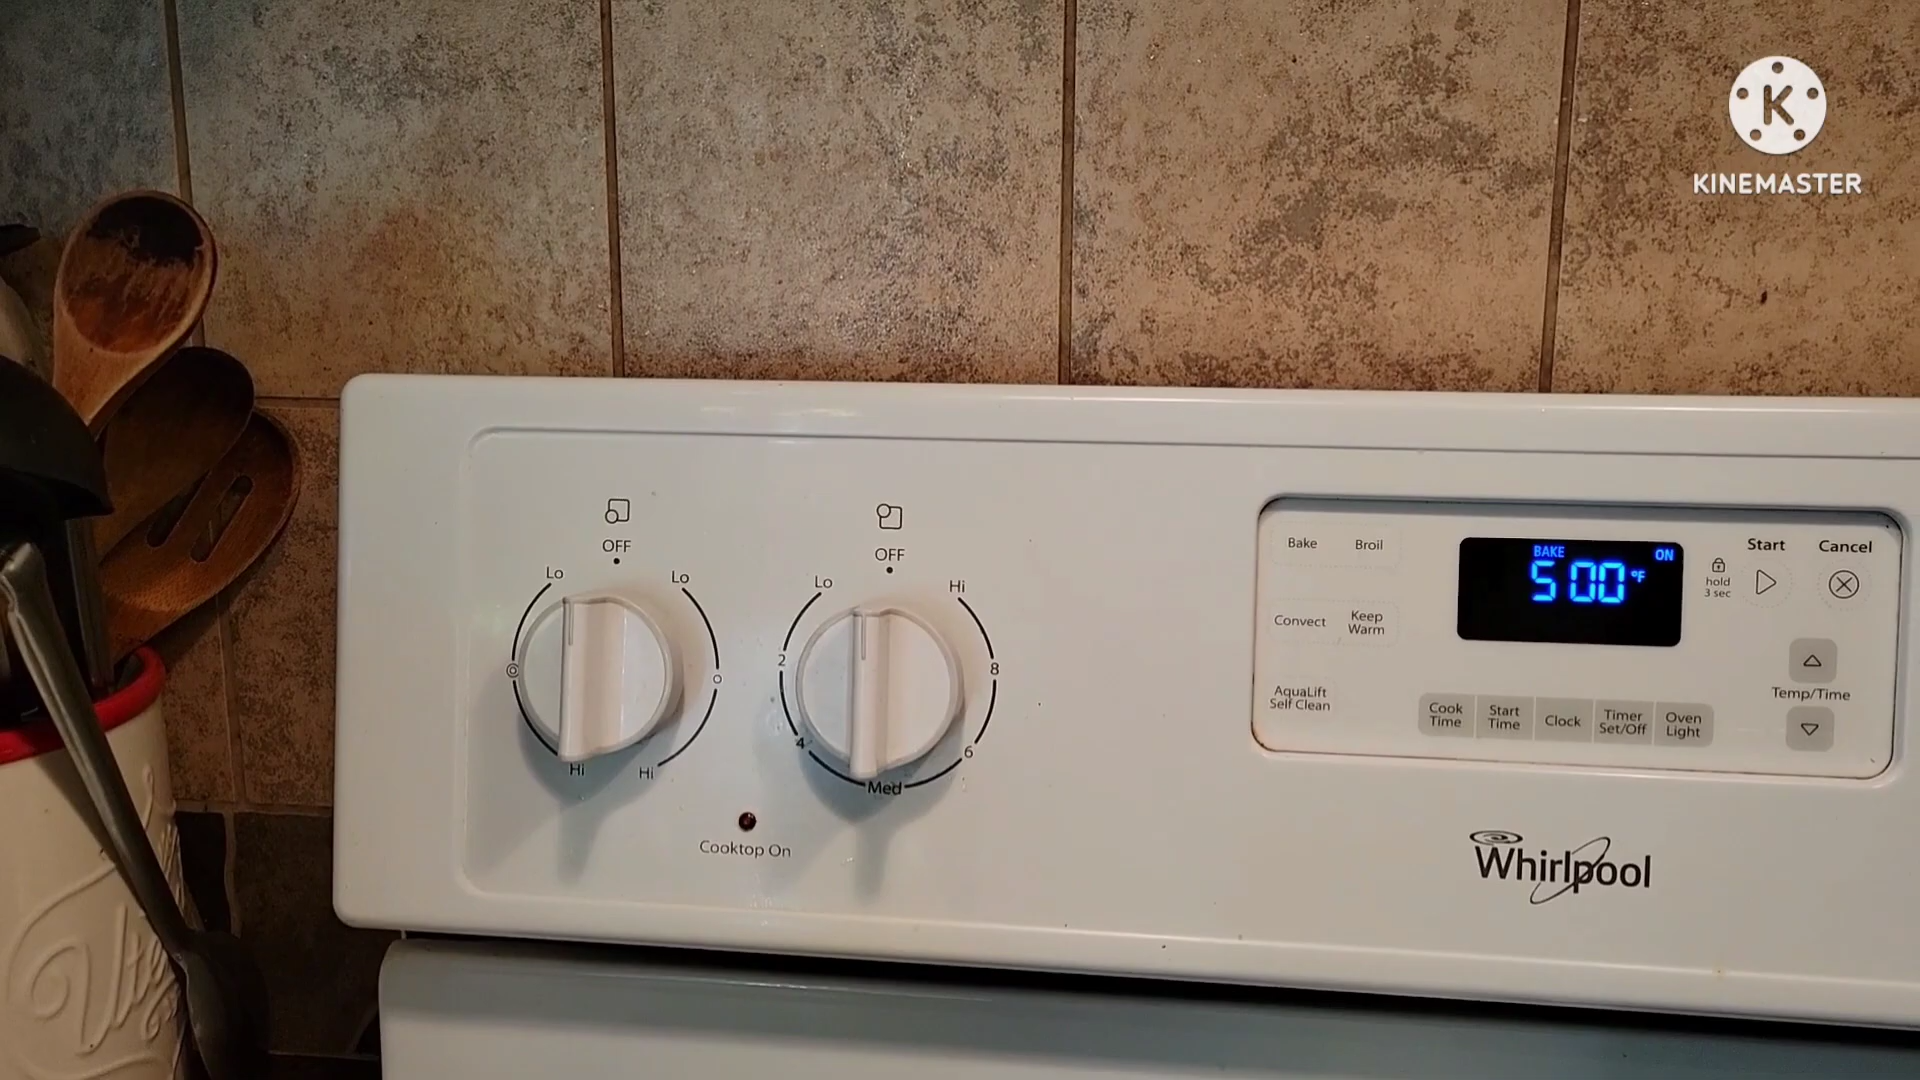 KINEMASTER
OFF
Lo
Lo
Hi
Hi
OFF
Lo
Hi
2
8
4
6
Med
Cooktop On
Bake
Broil
Convect
Keep
Warm
AquaLift
Self Clean
BAKE
ON
500°F
hold
3 sec
Start
Cancel
Temp/Time
Cook
Time
Start
Time
Clock
Timer
Set/Off
Oven
Light
Whirlpool